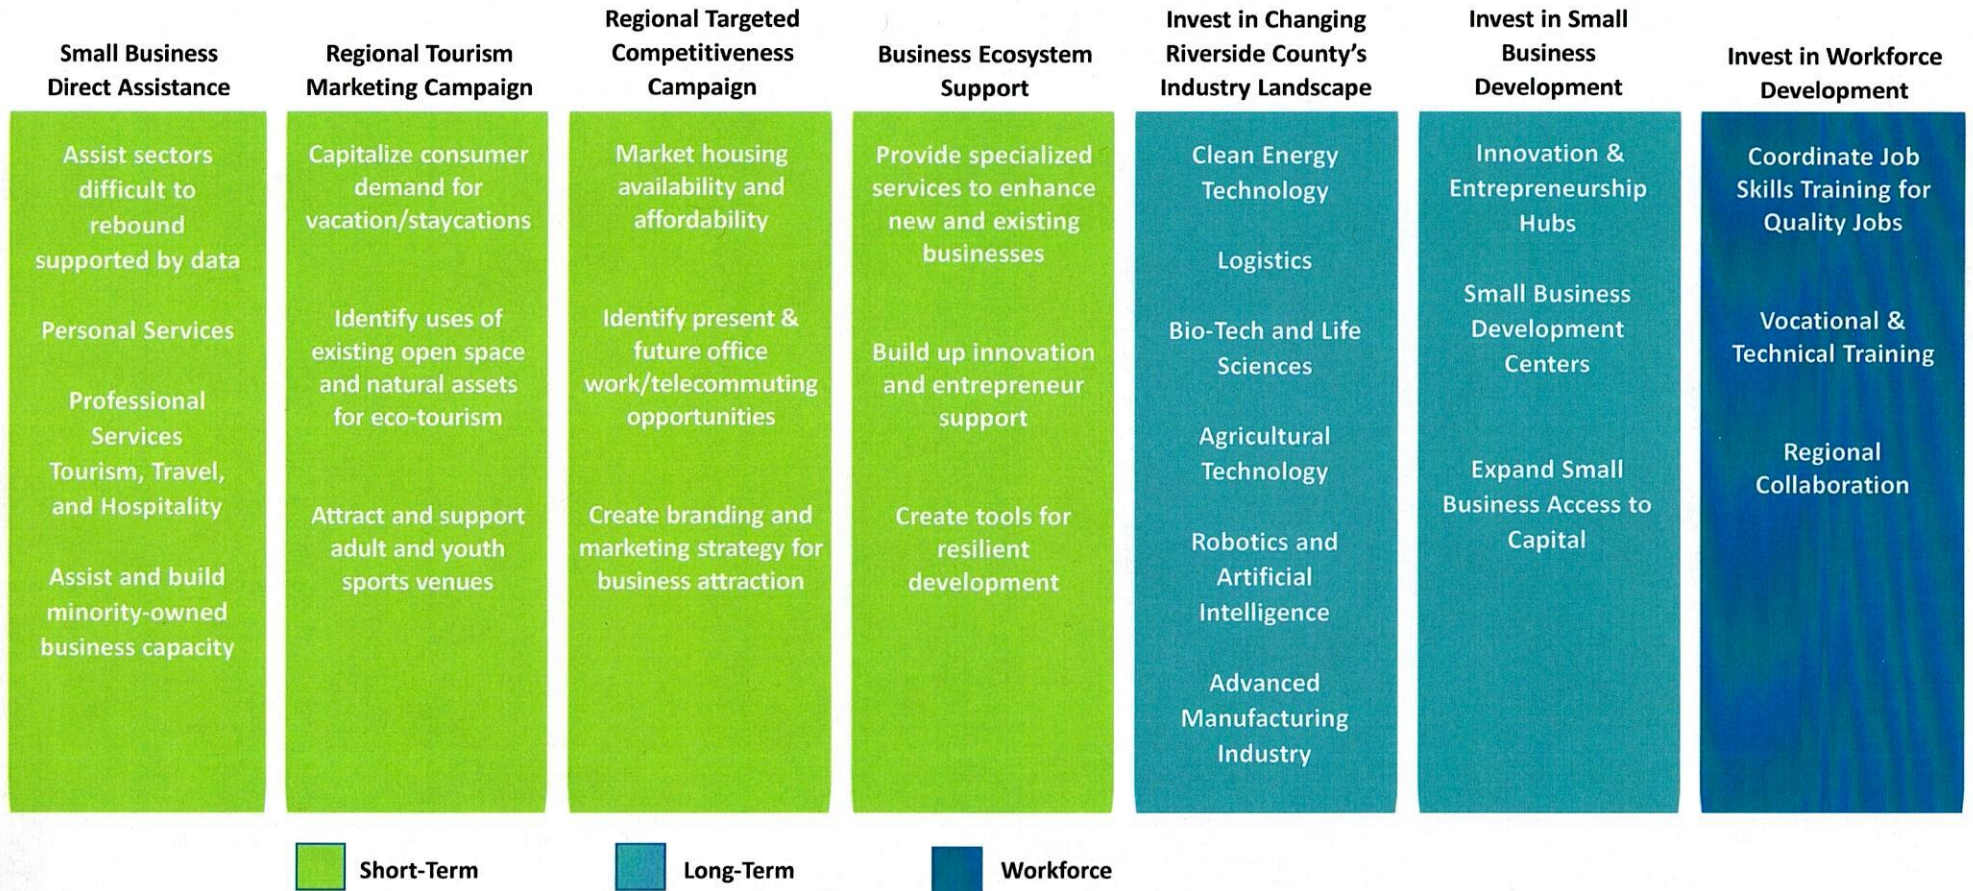 Small Business
Direct Assistance
Assist sectors
difficult to
rebound
supported by data
Personal Services
Professional
Services
Tourism, Travel,
and Hospitality
Assist and build
minority-owned
business capacity
Regional Tourism
Marketing Campaign
Capitalize consumer
demand for
vacation/staycations
Identify uses of
existing open space
and natural assets
for eco-tourism
Attract and support
adult and youth
sports venues
Regional Targeted
Competitiveness
Campaign
Market housing
availability and
affordability
Identify present &
future office
work/telecommuting
opportunities
Create branding and
marketing strategy for
business attraction
Business Ecosystem
Support
Provide specialized
services to enhance
new and existing
businesses
Build up innovation
and entrepreneur
support
Create tools for
resilient
development
Invest in Changing
Riverside County’s
Industry Landscape
Clean Energy
Technology
Logistics
Bio-Tech and Life
Sciences
Agricultural
Technology
Robotics and
Artificial
Intelligence
Advanced
Manufacturing
Industry
Invest in Small
Business
Development
Innovation &
Entrepreneurship
Hubs
Small Business
Development
Centers
Expand Small
Business Access to
Capital
Invest in Workforce
Development
Coordinate Job
Skills Training for
Quality Jobs
Vocational &
Technical Training
Regional
Collaboration
Short-Term
Long-Term
Workforce